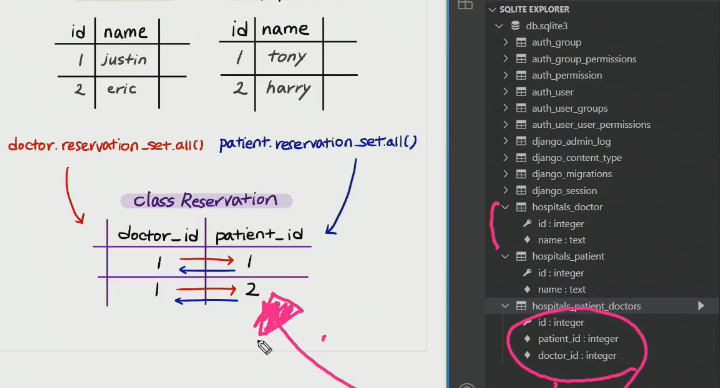 id name
1 justin
2 eric
id name
1 tony
2 harry
doctor.reservation_set.all()
patient.reservation_set.all()
class Reservation
doctor_id patient_id
1 1
1 2
SQLITE EXPLORER
db.sqlite3
auth_group
auth_group_permissions
auth_permission
auth_user
auth_user_groups
auth_user_user_permissions
django_admin_log
django_content_type
django_migrations
django_session
hospitals_doctor
id : integer
name : text
hospitals_patient
id : integer
name : text
hospitals_patient_doctors
id : integer
patient_id : integer
doctor_id : integer